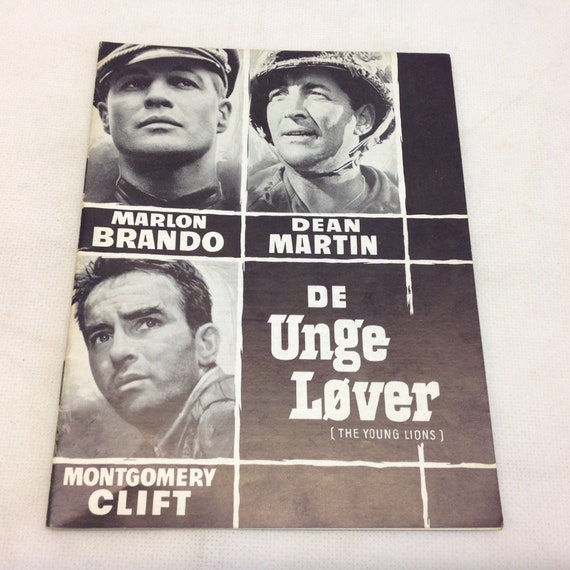 MARLON
BRANDO
DEAN
MARTIN
MONTGOMERY
CLIFT
DE
Unge
Løver
[THE YOUNG LIONS]